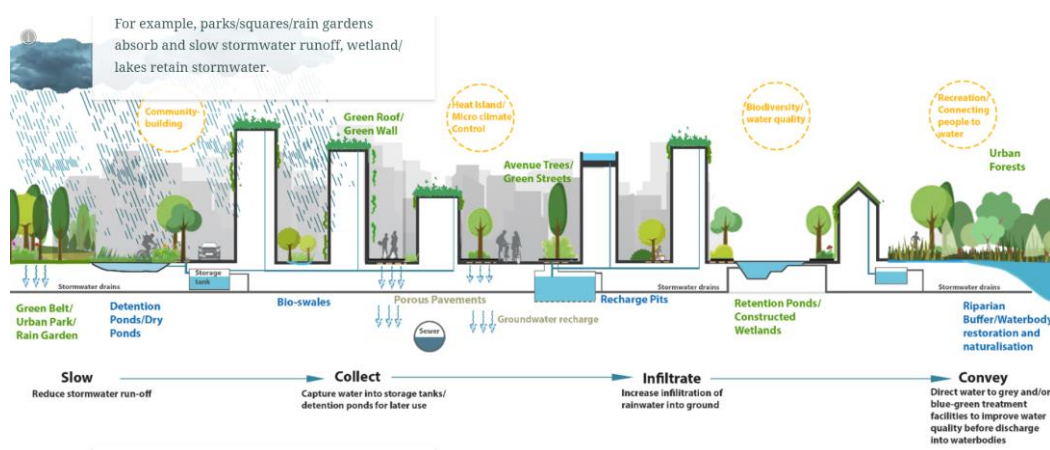 For example, parks/squares/rain gardens
absorb and slow stormwater runoff, wetland/
lakes retain stormwater.
Community-
building
Green Roof/
Green Wall
Heat Island/
Micro climate
Control
Avenue Trees/
Green Streets
Biodiversity/
water quality
Recreation/
Connecting
people to
water
Urban
Forests
Storage
tank
Stormwater drains
Stormwater drains
Stormwater drains
Green Belt/
Urban Park/
Rain Garden
Detention
Ponds/Dry
Ponds
Bio-swales
Porous Pavements
Groundwater recharge
Sewer
Recharge Pits
Retention Ponds/
Constructed
Wetlands
Riparian
Buffer/Waterbody
restoration and
naturalisation
Slow
Reduce stormwater run-off
Collect
Capture water into storage tanks/
detention ponds for later use
Infiltrate
Increase infiltration of
rainwater into ground
Convey
Direct water to grey and/or
blue-green treatment
facilities to improve water
quality before discharge
into waterbodies